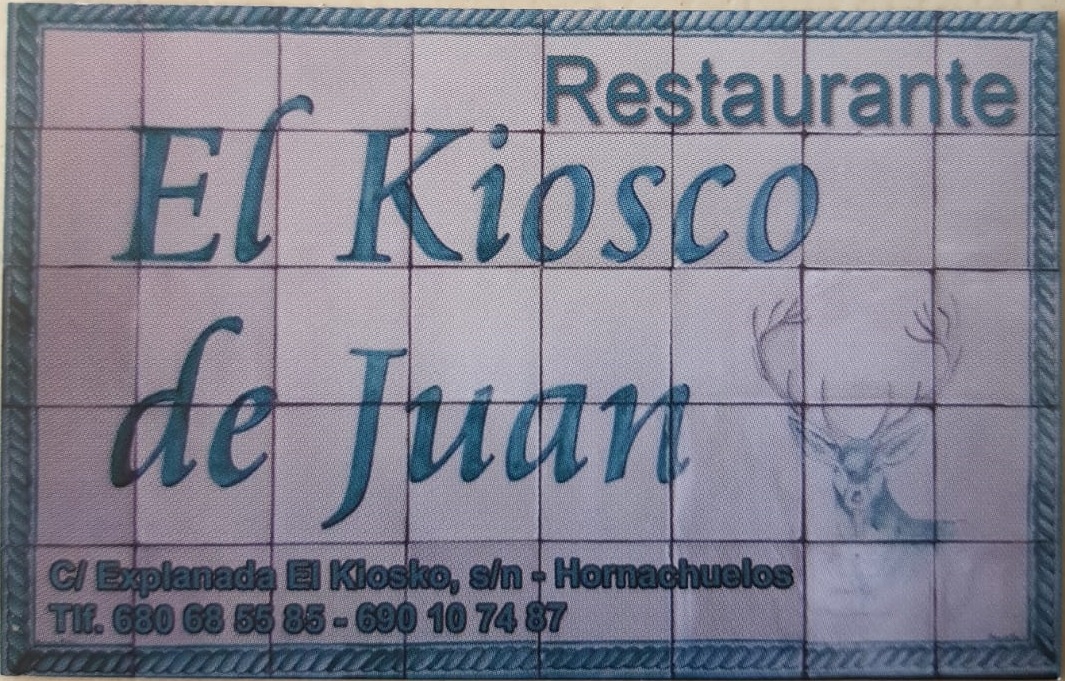 Restaurante
El Kiosco
de Juan
C/ Explanada El Kiosko, s/n - Hornachuelos
Tlf. 680 68 55 85 - 690 10 74 87